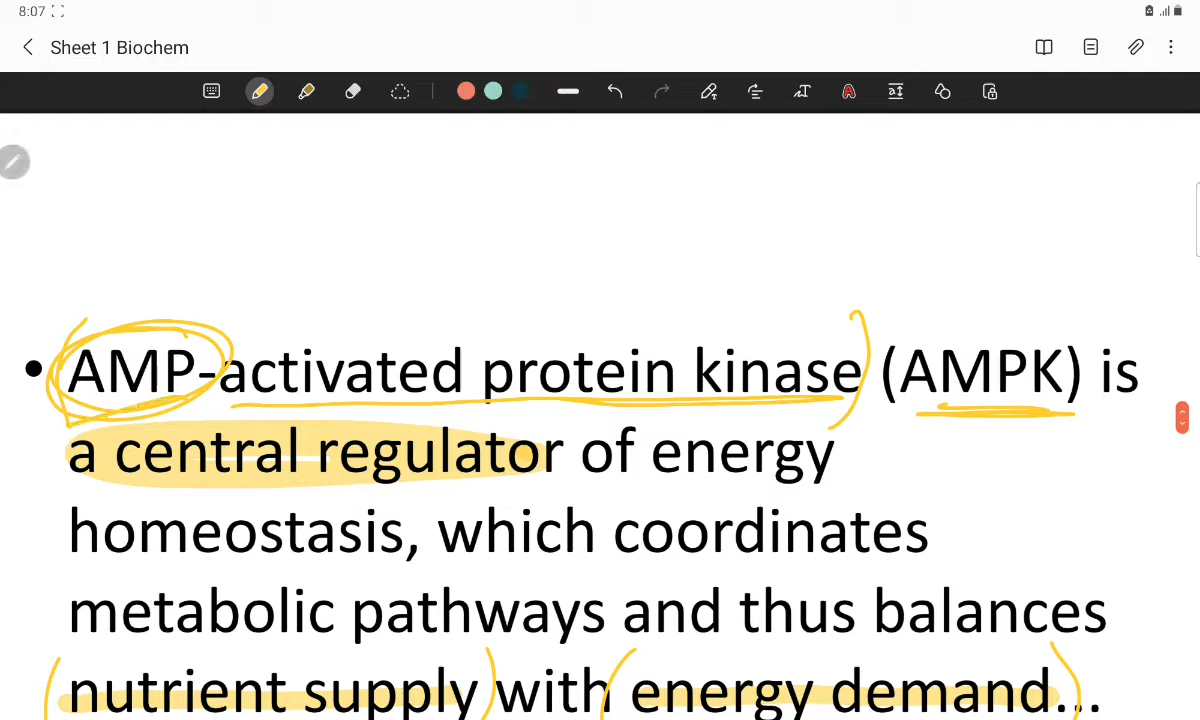 8:07
Sheet 1 Biochem
• AMP-activated protein kinase (AMPK) is
a central regulator of energy
homeostasis, which coordinates
metabolic pathways and thus balances
nutrient supply with energy demand...